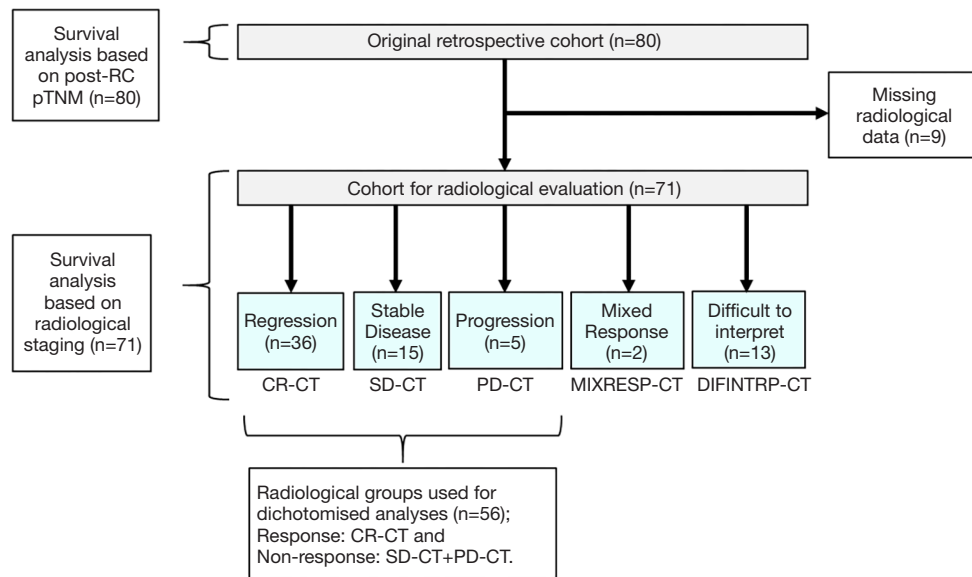 Survival
analysis based
on post-RC
pTNM (n=80)
Original retrospective cohort (n=80)
Missing
radiological
data (n=9)
Cohort for radiological evaluation (n=71)
Survival
analysis
based on
radiological
staging (n=71)
Regression
(n=36)
CR-CT
Stable
Disease
(n=15)
SD-CT
Progression
(n=5)
PD-CT
Mixed
Response
(n=2)
MIXRESP-CT
Difficult to
interpret
(n=13)
DIFINTRP-CT
Radiological groups used for
dichotomised analyses (n=56);
Response: CR-CT and
Non-response: SD-CT+PD-CT.